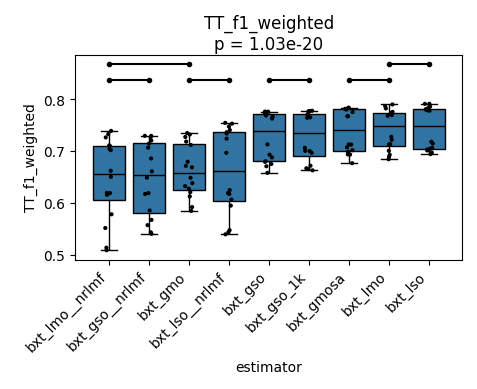 TT_f1_weighted
p = 1.03e-20
TT_f1_weighted
0.8
0.7
0.6
0.5
bxt_lmo__nrlmf
bxt_gso__nrlmf
bxt_gmo
bxt_lso__nrlmf
bxt_gso
bxt_gso_1k
bxt_gmosa
bxt_lmo
bxt_lso
estimator